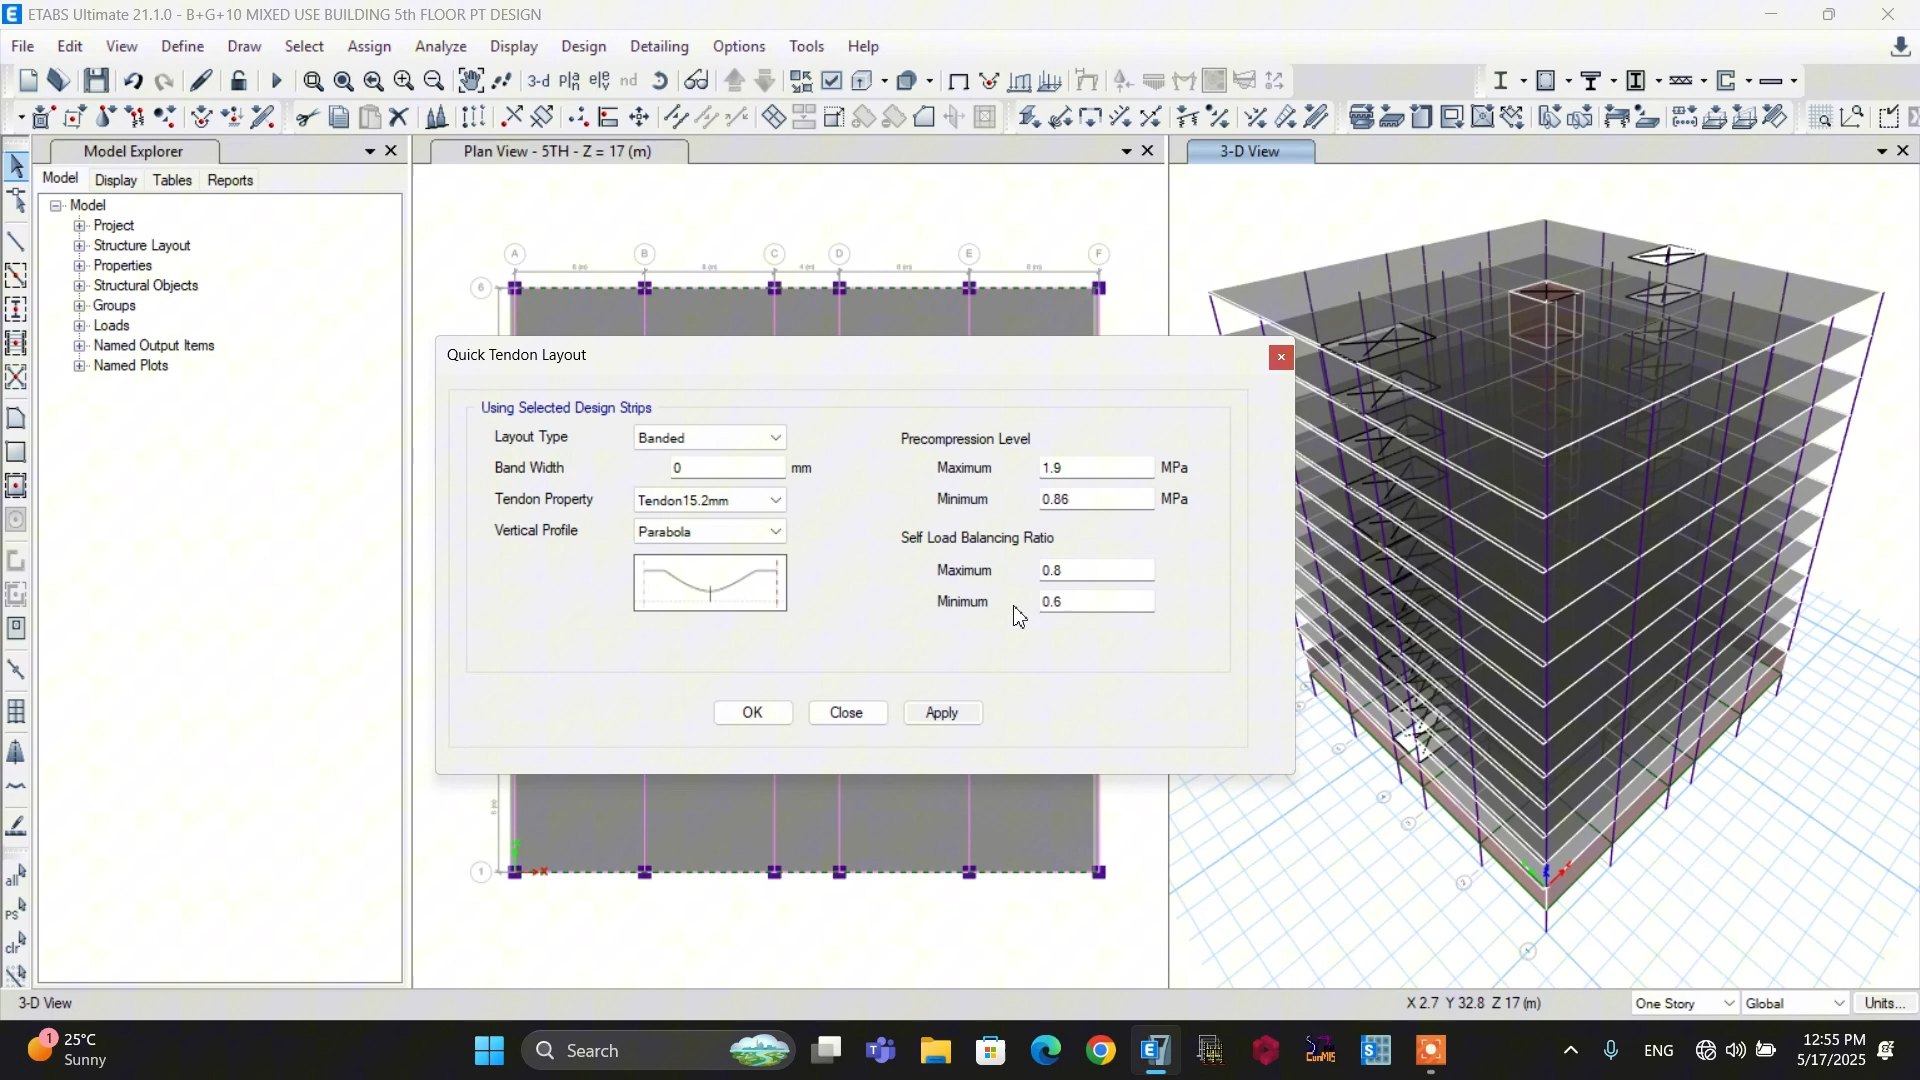 ETABS Ultimate 21.1.0 - B+G+10 MIXED USE BUILDING 5th FLOOR PT DESIGN
File Edit View Define Draw Select Assign Analyze Display Design Detailing Options Tools Help
3-d
nd
Model Explorer
Plan View - 5TH - Z = 17 (m)
3-D View
Model Display Tables Reports
Model
Project
Structure Layout
Properties
Structural Objects
Groups
Loads
Named Output Items
Named Plots
A B C D E F
6
Quick Tendon Layout
Using Selected Design Strips
Layout Type Banded
Band Width 0 mm
Tendon Property Tendon15.2mm
Vertical Profile Parabola
Precompression Level
Maximum 1.9 MPa
Minimum 0.86 MPa
Self Load Balancing Ratio
Maximum 0.8
Minimum 0.6
OK Close Apply
1
X
all
PS
clr
3-D View
X 2.7 Y 32.8 Z 17 (m)
One Story Global Units...
1
25°C
Sunny
Search
ENG
12:55 PM
5/17/2025